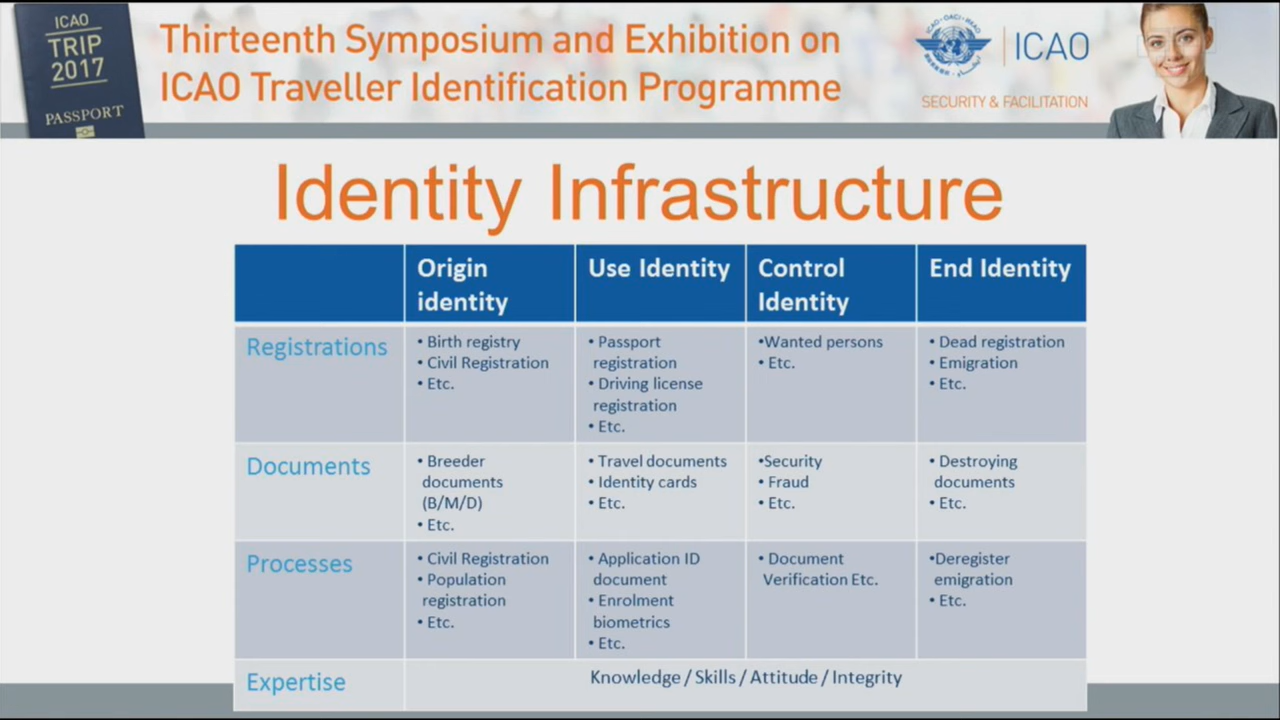 ICAO
TRIP
2017
PASSPORT
Thirteenth Symposium and Exhibition on
ICAO Traveller Identification Programme
ICAO
SECURITY & FACILITATION
Identity Infrastructure
Origin identity
Use Identity
Control Identity
End Identity
Registrations
• Birth registry
• Civil Registration
• Etc.
• Passport
registration
• Driving license
registration
• Etc.
•Wanted persons
• Etc.
• Dead registration
• Emigration
• Etc.
Documents
• Breeder
documents
(B/M/D)
• Etc.
• Travel documents
• Identity cards
• Etc.
•Security
• Fraud
• Etc.
• Destroying
documents
• Etc.
Processes
• Civil Registration
• Population
registration
• Etc.
• Application ID
document
• Enrolment
biometrics
• Etc.
• Document
Verification Etc.
•Deregister
emigration
• Etc.
Expertise
Knowledge / Skills / Attitude / Integrity